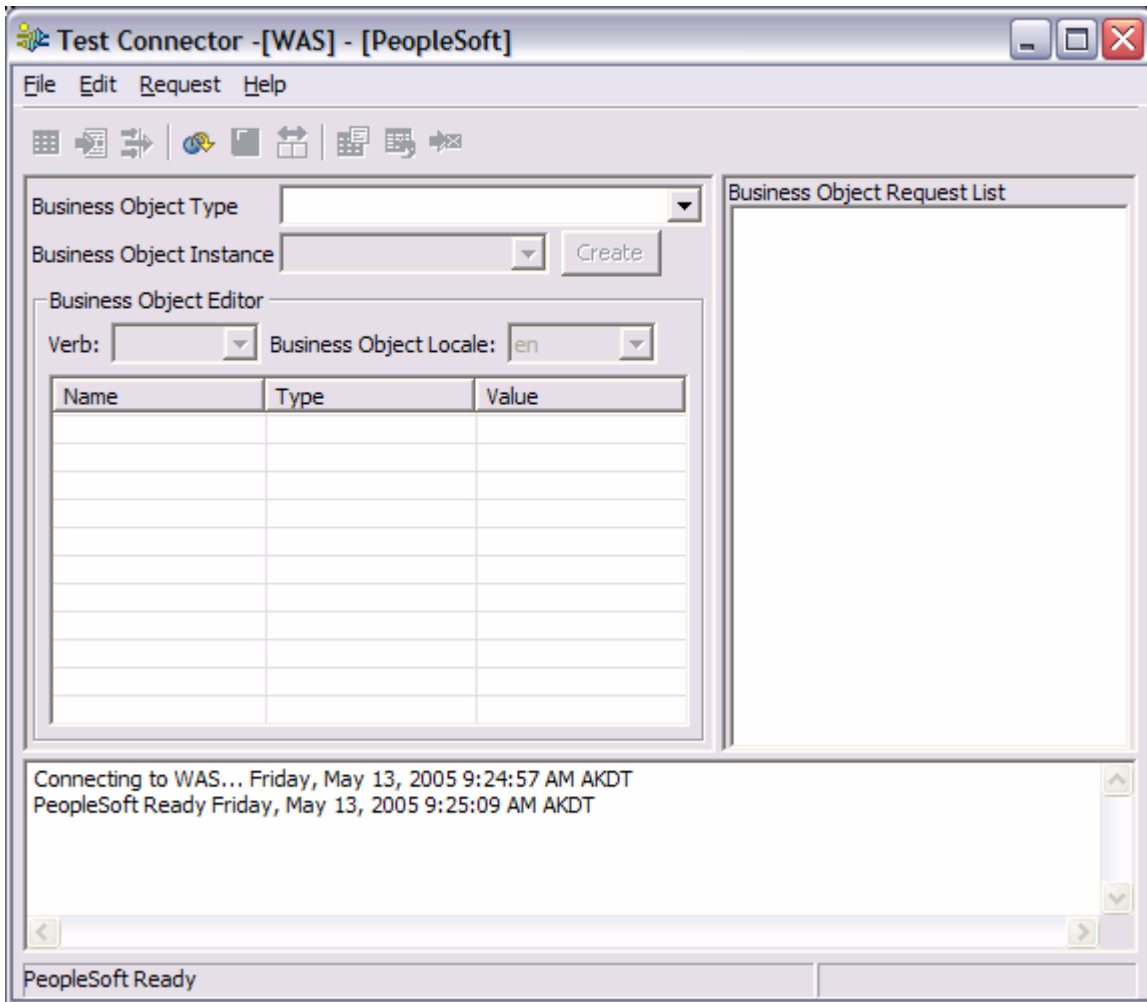 Test Connector -[WAS] - [PeopleSoft]
File Edit Request Help
Business Object Type
Business Object Instance Create
Business Object Editor
Verb: Business Object Locale: en
Name Type Value
Business Object Request List
Connecting to WAS... Friday, May 13, 2005 9:24:57 AM AKDT
PeopleSoft Ready Friday, May 13, 2005 9:25:09 AM AKDT
PeopleSoft Ready